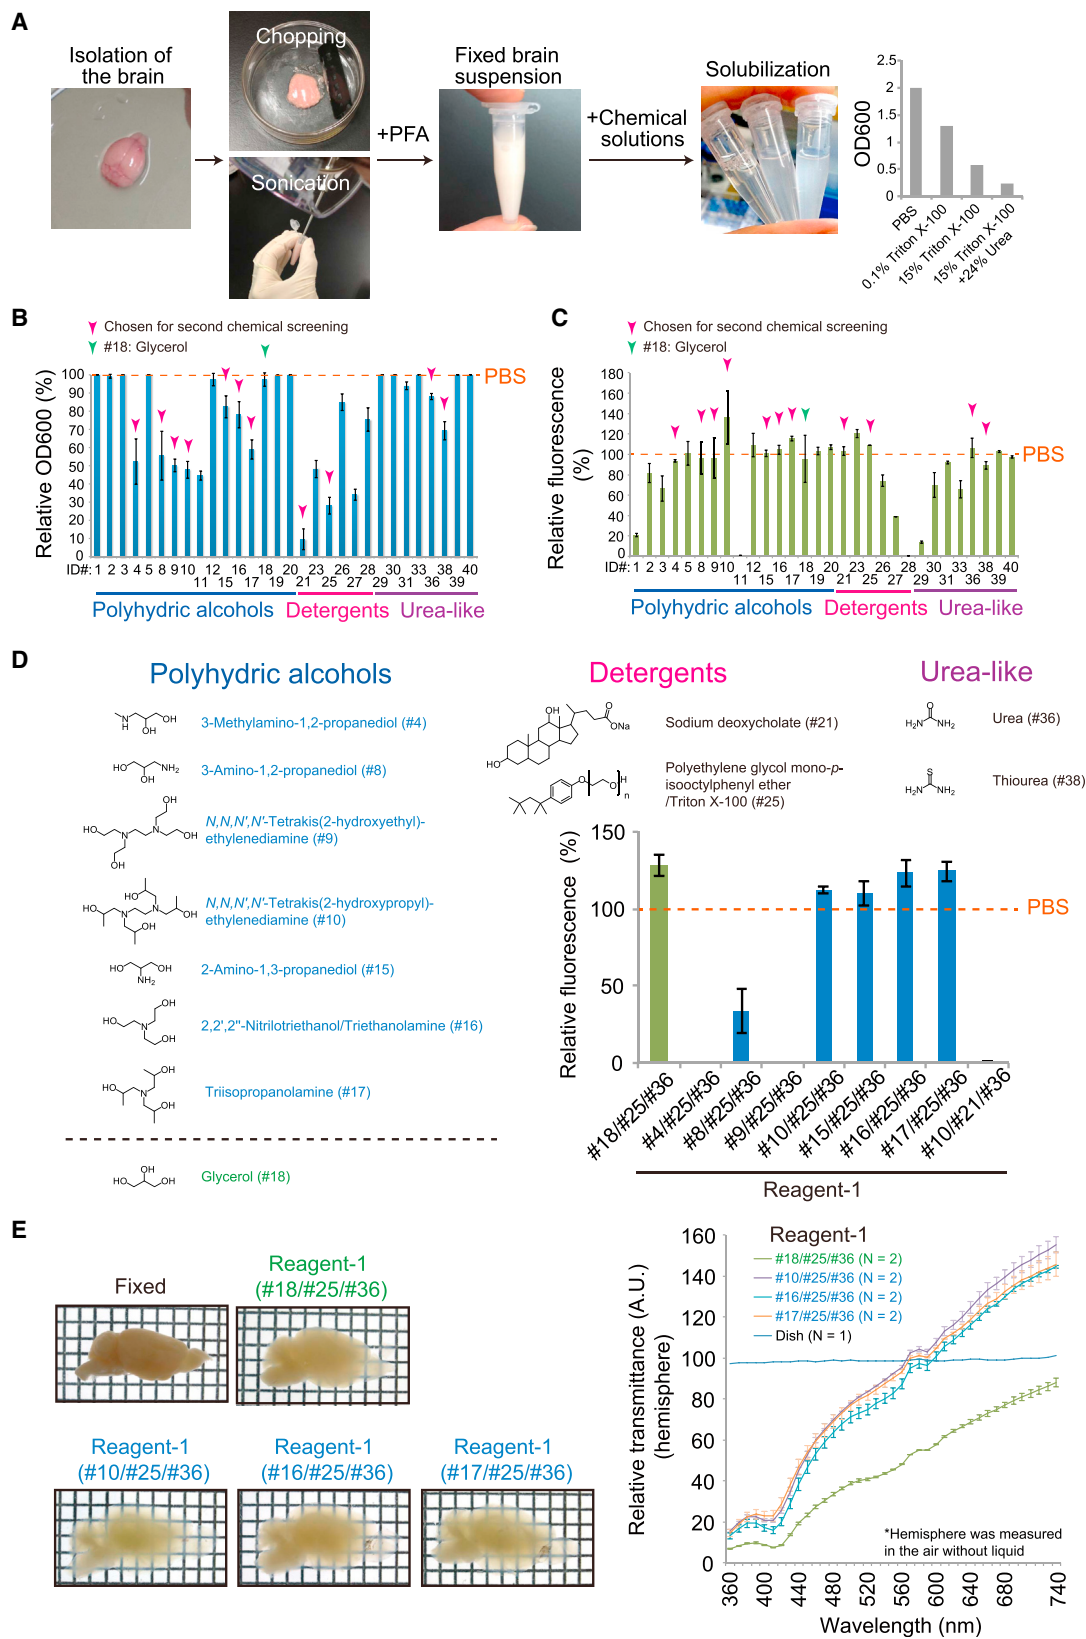 A
Isolation of
the brain
Chopping
Sonication
+PFA
Fixed brain
suspension
+Chemical
solutions
Solubilization
OD600
2.5
2
1.5
1
0.5
0
PBS
0.1% Triton X-100
15% Triton X-100
15% Triton X-100
+24% Urea
B
Chosen for second chemical screening
#18: Glycerol
Relative OD600 (%)
100
90
80
70
60
50
40
30
20
10
0
PBS
ID#: 1 2 3 4 5 8 9 10 12 16 18 20 23 26 28 30 33 38 40
11 15 17 19 21 25 27 29 31 36 39
Polyhydric alcohols
Detergents
Urea-like
C
Chosen for second chemical screening
#18: Glycerol
Relative fluorescence
(%)
180
160
140
120
100
80
60
40
20
0
PBS
ID#: 1 2 3 4 5 8 9 10 12 16 18 20 23 26 28 30 33 38 40
11 15 17 19 21 25 27 29 31 36 39
Polyhydric alcohols
Detergents
Urea-like
D
Polyhydric alcohols
3-Methylamino-1,2-propanediol (#4)
3-Amino-1,2-propanediol (#8)
N,N,N′,N′-Tetrakis(2-hydroxyethyl)-
ethylenediamine (#9)
N,N,N′,N′-Tetrakis(2-hydroxypropyl)-
ethylenediamine (#10)
2-Amino-1,3-propanediol (#15)
2,2′,2″-Nitrilotriethanol/Triethanolamine (#16)
Triisopropanolamine (#17)
Glycerol (#18)
Detergents
Sodium deoxycholate (#21)
Polyethylene glycol mono-p-
isooctylphenyl ether
/Triton X-100 (#25)
Urea-like
Urea (#36)
Thiourea (#38)
Relative fluorescence (%)
150
100
50
0
PBS
#18/#25/#36
#4/#25/#36
#8/#25/#36
#9/#25/#36
#10/#25/#36
#15/#25/#36
#16/#25/#36
#17/#25/#36
#10/#21/#36
Reagent-1
E
Fixed
Reagent-1
(#18/#25/#36)
Reagent-1
(#10/#25/#36)
Reagent-1
(#16/#25/#36)
Reagent-1
(#17/#25/#36)
Relative transmittance (A.U.)
(hemisphere)
160
140
120
100
80
60
40
20
0
Reagent-1
#18/#25/#36 (N = 2)
#10/#25/#36 (N = 2)
#16/#25/#36 (N = 2)
#17/#25/#36 (N = 2)
Dish (N = 1)
*Hemisphere was measured
in the air without liquid
360 400 440 480 520 560 600 640 680 720 740
Wavelength (nm)